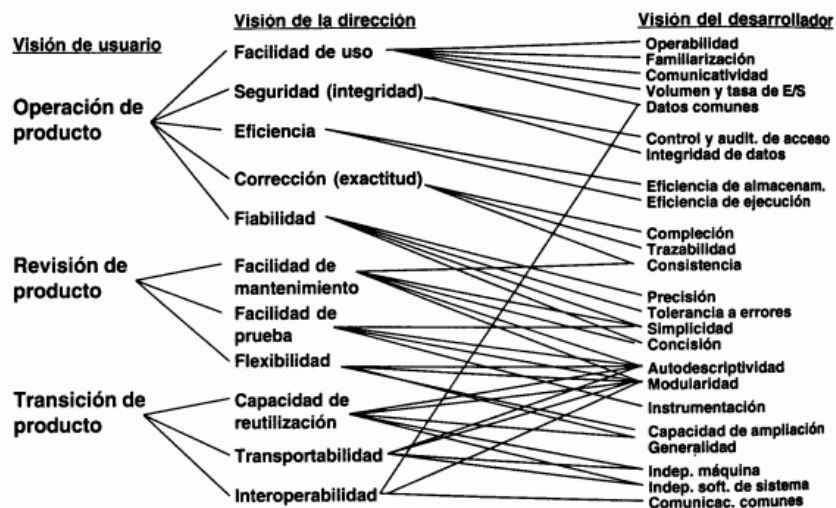 Visión de usuario
Operación de
producto
Revisión de
producto
Transición de
producto
Visión de la dirección
Facilidad de uso
Seguridad (integridad)
Eficiencia
Corrección (exactitud)
Fiabilidad
Facilidad de
mantenimiento
Facilidad de
prueba
Flexibilidad
Capacidad de
reutilización
Transportabilidad
Interoperabilidad
Visión del desarrollador
Operabilidad
Familiarización
Comunicatividad
Volumen y tasa de E/S
Datos comunes
Control y audit. de acceso
Integridad de datos
Eficiencia de almacenam.
Eficiencia de ejecución
Compleción
Trazabilidad
Consistencia
Precisión
Tolerancia a errores
Simplicidad
Concisión
Autodescriptividad
Modularidad
Instrumentación
Capacidad de ampliación
Generalidad
Indep. máquina
Indep. soft. de sistema
Comunicac. comunes